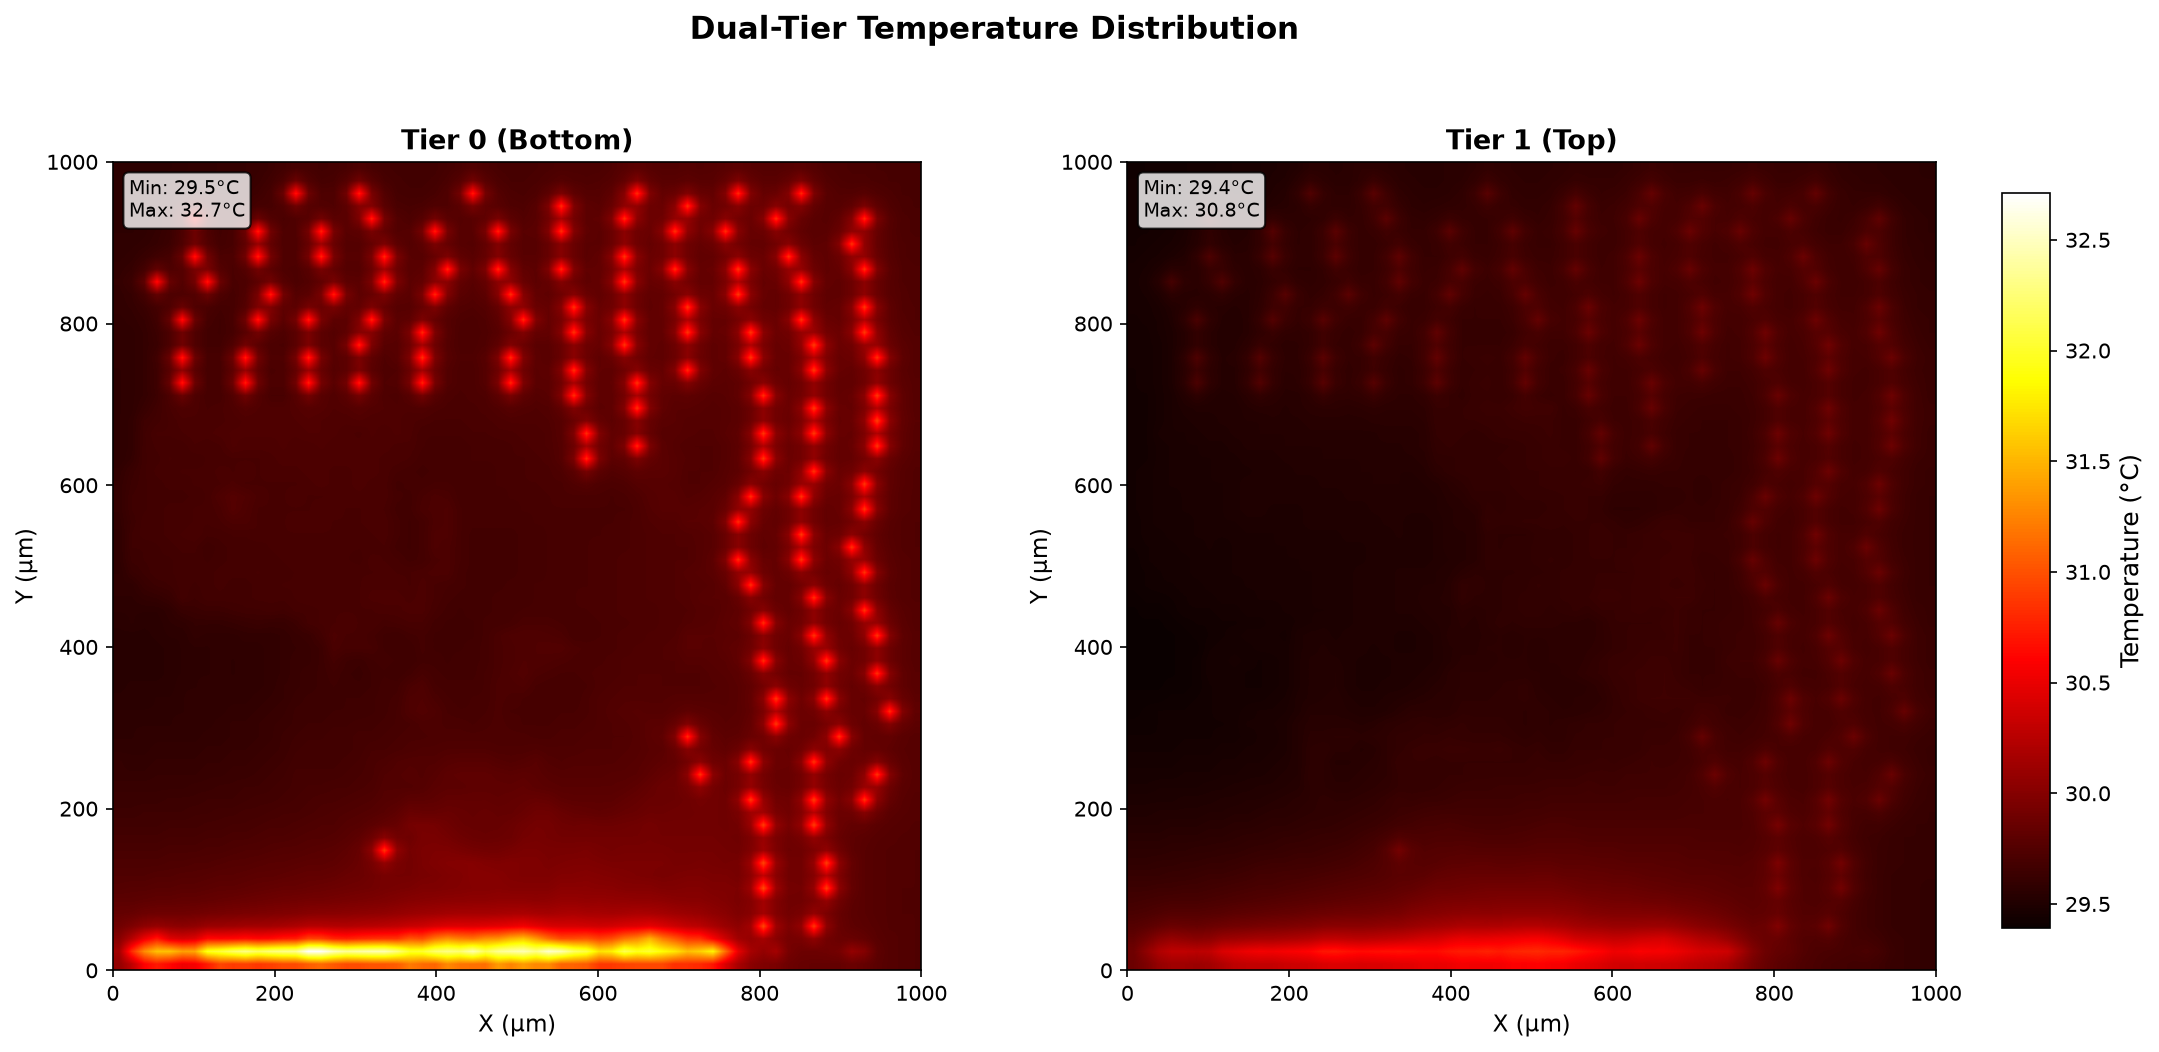 Dual-Tier Temperature Distribution
Tier 0 (Bottom)
Min: 29.5°C
Max: 32.7°C
Y (µm)
1000
800
600
400
200
0
0 200 400 600 800 1000
X (µm)
Tier 1 (Top)
Min: 29.4°C
Max: 30.8°C
Y (µm)
1000
800
600
400
200
0
0 200 400 600 800 1000
X (µm)
32.5
32.0
31.5
31.0
30.5
30.0
29.5
Temperature (°C)